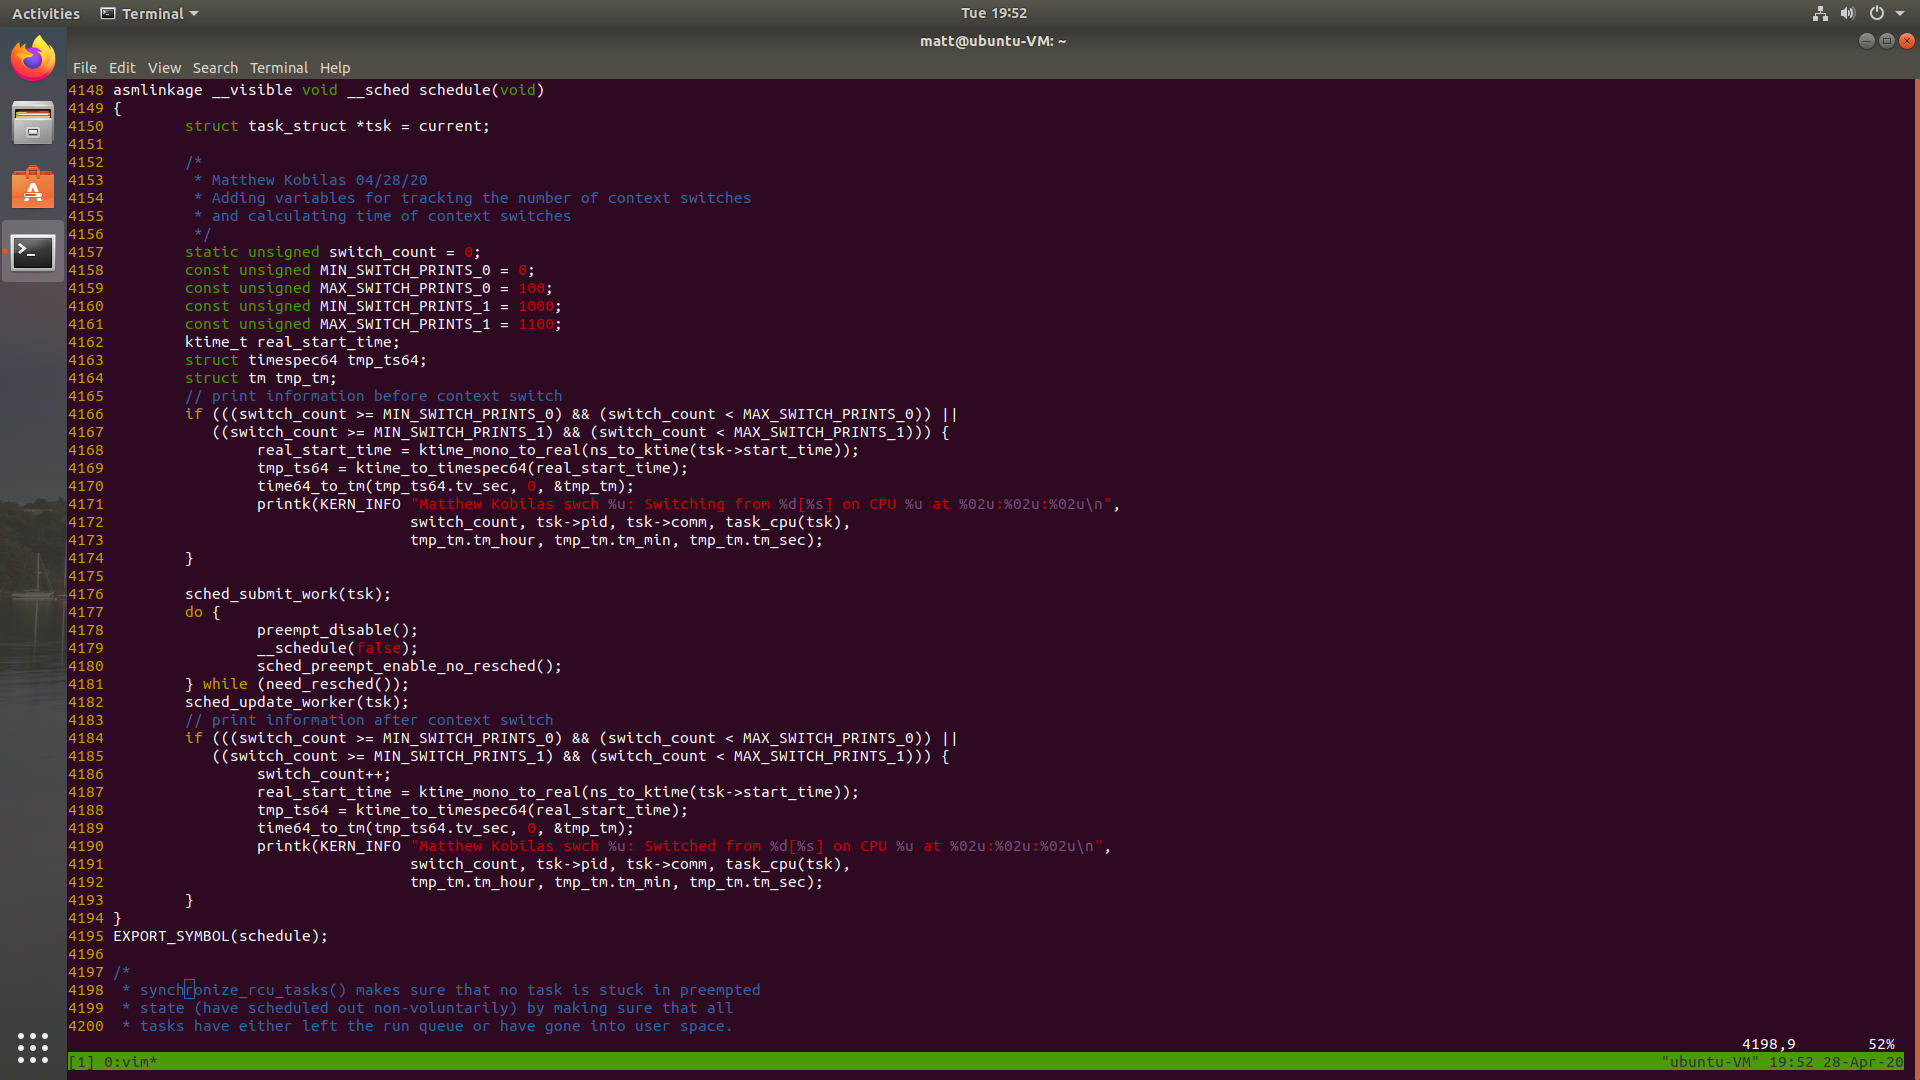 Activities Terminal Tue 19:52
matt@ubuntu-VM: ~
File Edit View Search Terminal Help
4148 asmlinkage __visible void __sched schedule(void)
4149 {
4150         struct task_struct *tsk = current;
4151
4152         /*
4153          * Matthew Kobilas 04/28/20
4154          * Adding variables for tracking the number of context switches
4155          * and calculating time of context switches
4156          */
4157         static unsigned switch_count = 0;
4158         const unsigned MIN_SWITCH_PRINTS_0 = 0;
4159         const unsigned MAX_SWITCH_PRINTS_0 = 100;
4160         const unsigned MIN_SWITCH_PRINTS_1 = 1000;
4161         const unsigned MAX_SWITCH_PRINTS_1 = 1100;
4162         ktime_t real_start_time;
4163         struct timespec64 tmp_ts64;
4164         struct tm tmp_tm;
4165         // print information before context switch
4166         if (((switch_count >= MIN_SWITCH_PRINTS_0) && (switch_count < MAX_SWITCH_PRINTS_0)) ||
4167            ((switch_count >= MIN_SWITCH_PRINTS_1) && (switch_count < MAX_SWITCH_PRINTS_1))) {
4168                 real_start_time = ktime_mono_to_real(ns_to_ktime(tsk->start_time));
4169                 tmp_ts64 = ktime_to_timespec64(real_start_time);
4170                 time64_to_tm(tmp_ts64.tv_sec, 0, &tmp_tm);
4171                 printk(KERN_INFO "Matthew Kobilas swch %u: Switching from %d[%s] on CPU %u at %02u:%02u:%02u\n",
4172                                  switch_count, tsk->pid, tsk->comm, task_cpu(tsk),
4173                                  tmp_tm.tm_hour, tmp_tm.tm_min, tmp_tm.tm_sec);
4174         }
4175
4176         sched_submit_work(tsk);
4177         do {
4178                 preempt_disable();
4179                 __schedule(false);
4180                 sched_preempt_enable_no_resched();
4181         } while (need_resched());
4182         sched_update_worker(tsk);
4183         // print information after context switch
4184         if (((switch_count >= MIN_SWITCH_PRINTS_0) && (switch_count < MAX_SWITCH_PRINTS_0)) ||
4185            ((switch_count >= MIN_SWITCH_PRINTS_1) && (switch_count < MAX_SWITCH_PRINTS_1))) {
4186                 switch_count++;
4187                 real_start_time = ktime_mono_to_real(ns_to_ktime(tsk->start_time));
4188                 tmp_ts64 = ktime_to_timespec64(real_start_time);
4189                 time64_to_tm(tmp_ts64.tv_sec, 0, &tmp_tm);
4190                 printk(KERN_INFO "Matthew Kobilas swch %u: Switched from %d[%s] on CPU %u at %02u:%02u:%02u\n",
4191                                  switch_count, tsk->pid, tsk->comm, task_cpu(tsk),
4192                                  tmp_tm.tm_hour, tmp_tm.tm_min, tmp_tm.tm_sec);
4193         }
4194 }
4195 EXPORT_SYMBOL(schedule);
4196
4197 /*
4198  * synchronize_rcu_tasks() makes sure that no task is stuck in preempted
4199  * state (have scheduled out non-voluntarily) by making sure that all
4200  * tasks have either left the run queue or have gone into user space.
4198,9 52%
[1] 0:vim* "ubuntu-VM" 19:52 28-Apr-20